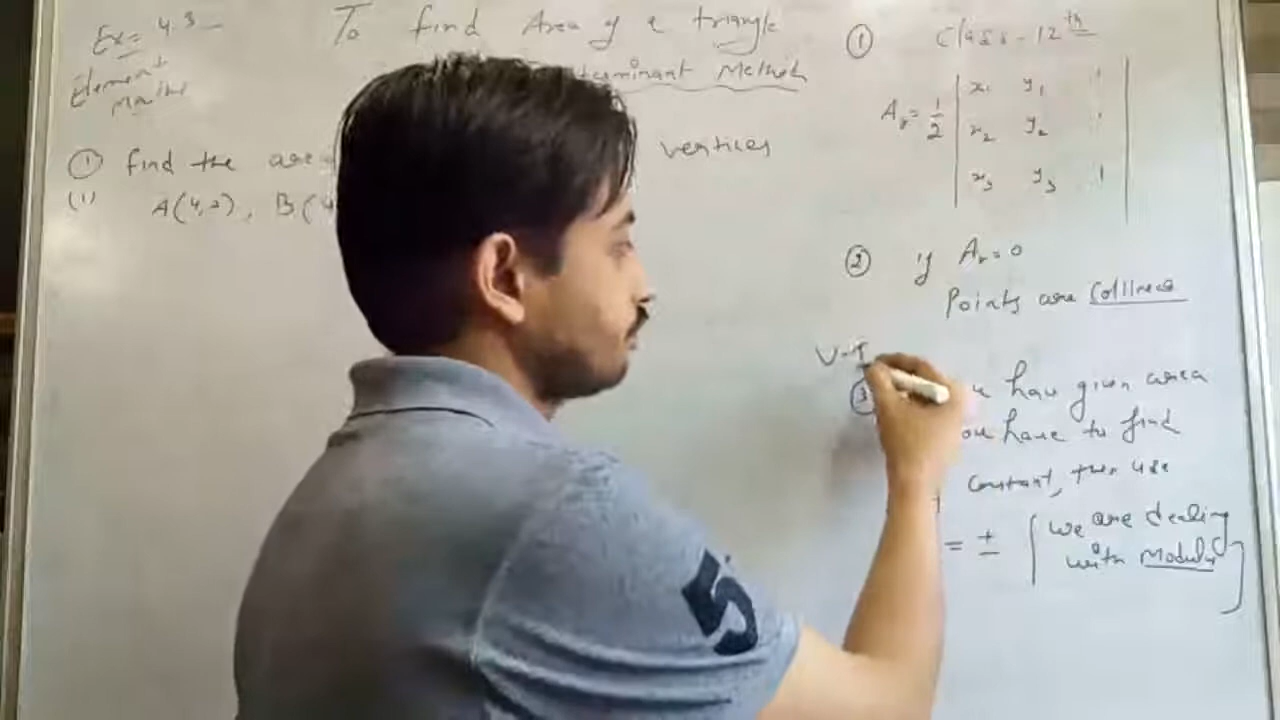 Ex= 4.3
Element
Maths
To find Area of a triangle
terminant Method
① find the are
vertices
(1) A(4,2), B(4
① Class-12th
Ar= 1/2 | x1 y1 1 |
| x2 y2 1 |
| x3 y3 1 |
② if Ar=0
Points are Collinear
V.I
③ u have given area
ou have to find
Constant, then use
= ± [we are dealing
with Modulus]
5